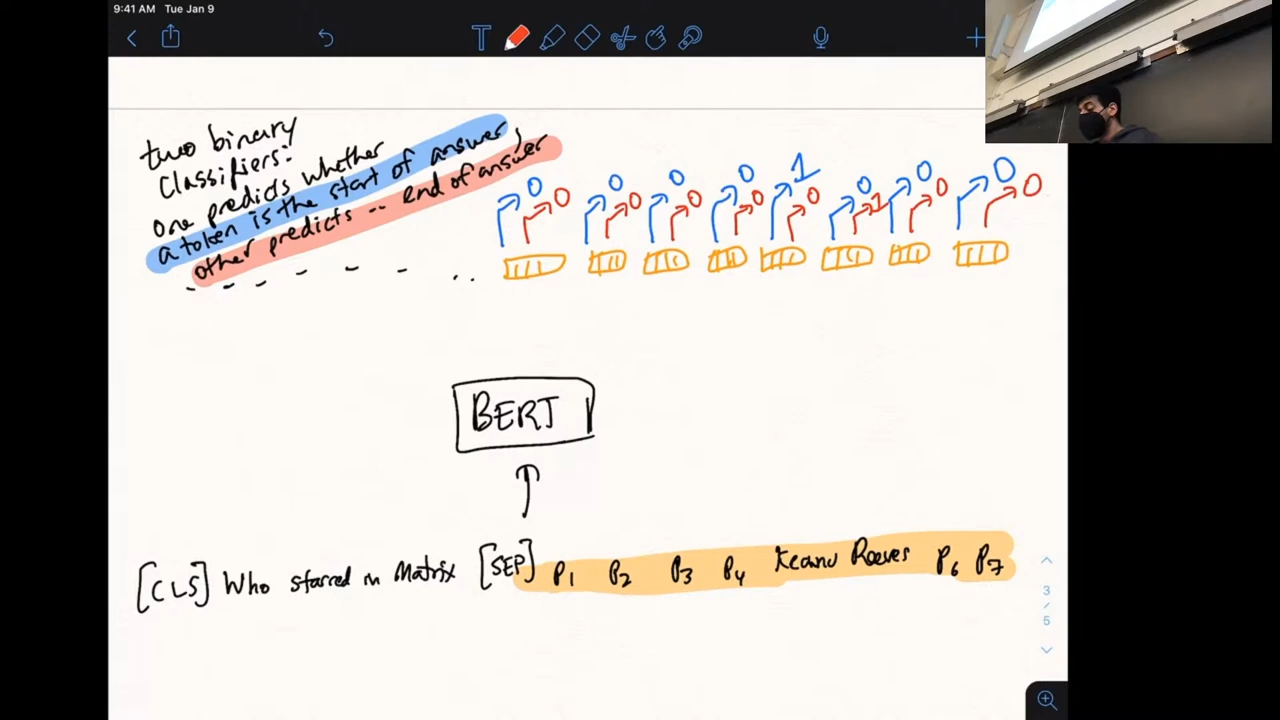 9:41 AM Tue Jan 9
two binary
classifiers:
one predicts whether
a token is the start of answer,
other predicts -- end of answer
0 0 0 0 0 0 0 0 1 0 0 1 0 0 0 0
BERT
[CLS] Who starred in Matrix [SEP] P1 P2 P3 P4 Keanu Reeves P6 P7
3
/
5